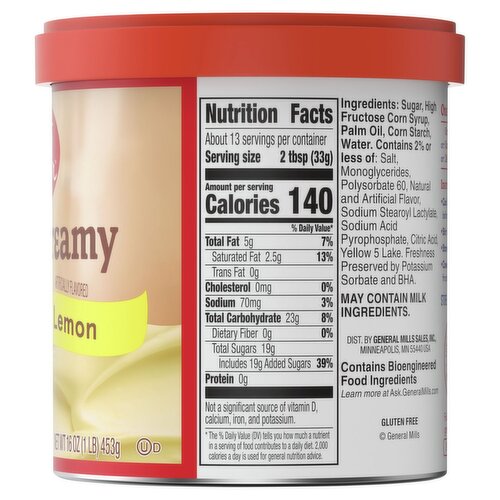 eamy
ARTIFICIALLY FLAVORED
Lemon
NET WT 16 OZ (1 LB) 453g
U D
Nutrition Facts
About 13 servings per container
Serving size 2 tbsp (33g)
Amount per serving
Calories 140
% Daily Value*
Total Fat 5g 7%
Saturated Fat 2.5g 13%
Trans Fat 0g
Cholesterol 0mg 0%
Sodium 70mg 3%
Total Carbohydrate 23g 8%
Dietary Fiber 0g 0%
Total Sugars 19g
Includes 19g Added Sugars 39%
Protein 0g
Not a significant source of vitamin D,
calcium, iron, and potassium.
*The % Daily Value (DV) tells you how much a nutrient
in a serving of food contributes to a daily diet. 2,000
calories a day is used for general nutrition advice.
Ingredients: Sugar, High
Fructose Corn Syrup,
Palm Oil, Corn Starch,
Water. Contains 2% or
less of: Salt,
Monoglycerides,
Polysorbate 60, Natural
and Artificial Flavor,
Sodium Stearoyl Lactylate,
Sodium Acid
Pyrophosphate, Citric Acid,
Yellow 5 Lake. Freshness
Preserved by Potassium
Sorbate and BHA.
MAY CONTAIN MILK
INGREDIENTS.
DIST. BY GENERAL MILLS SALES, INC.,
MINNEAPOLIS, MN 55440 USA
Contains Bioengineered
Food Ingredients
Learn more at Ask.GeneralMills.com
GLUTEN FREE
© General Mills